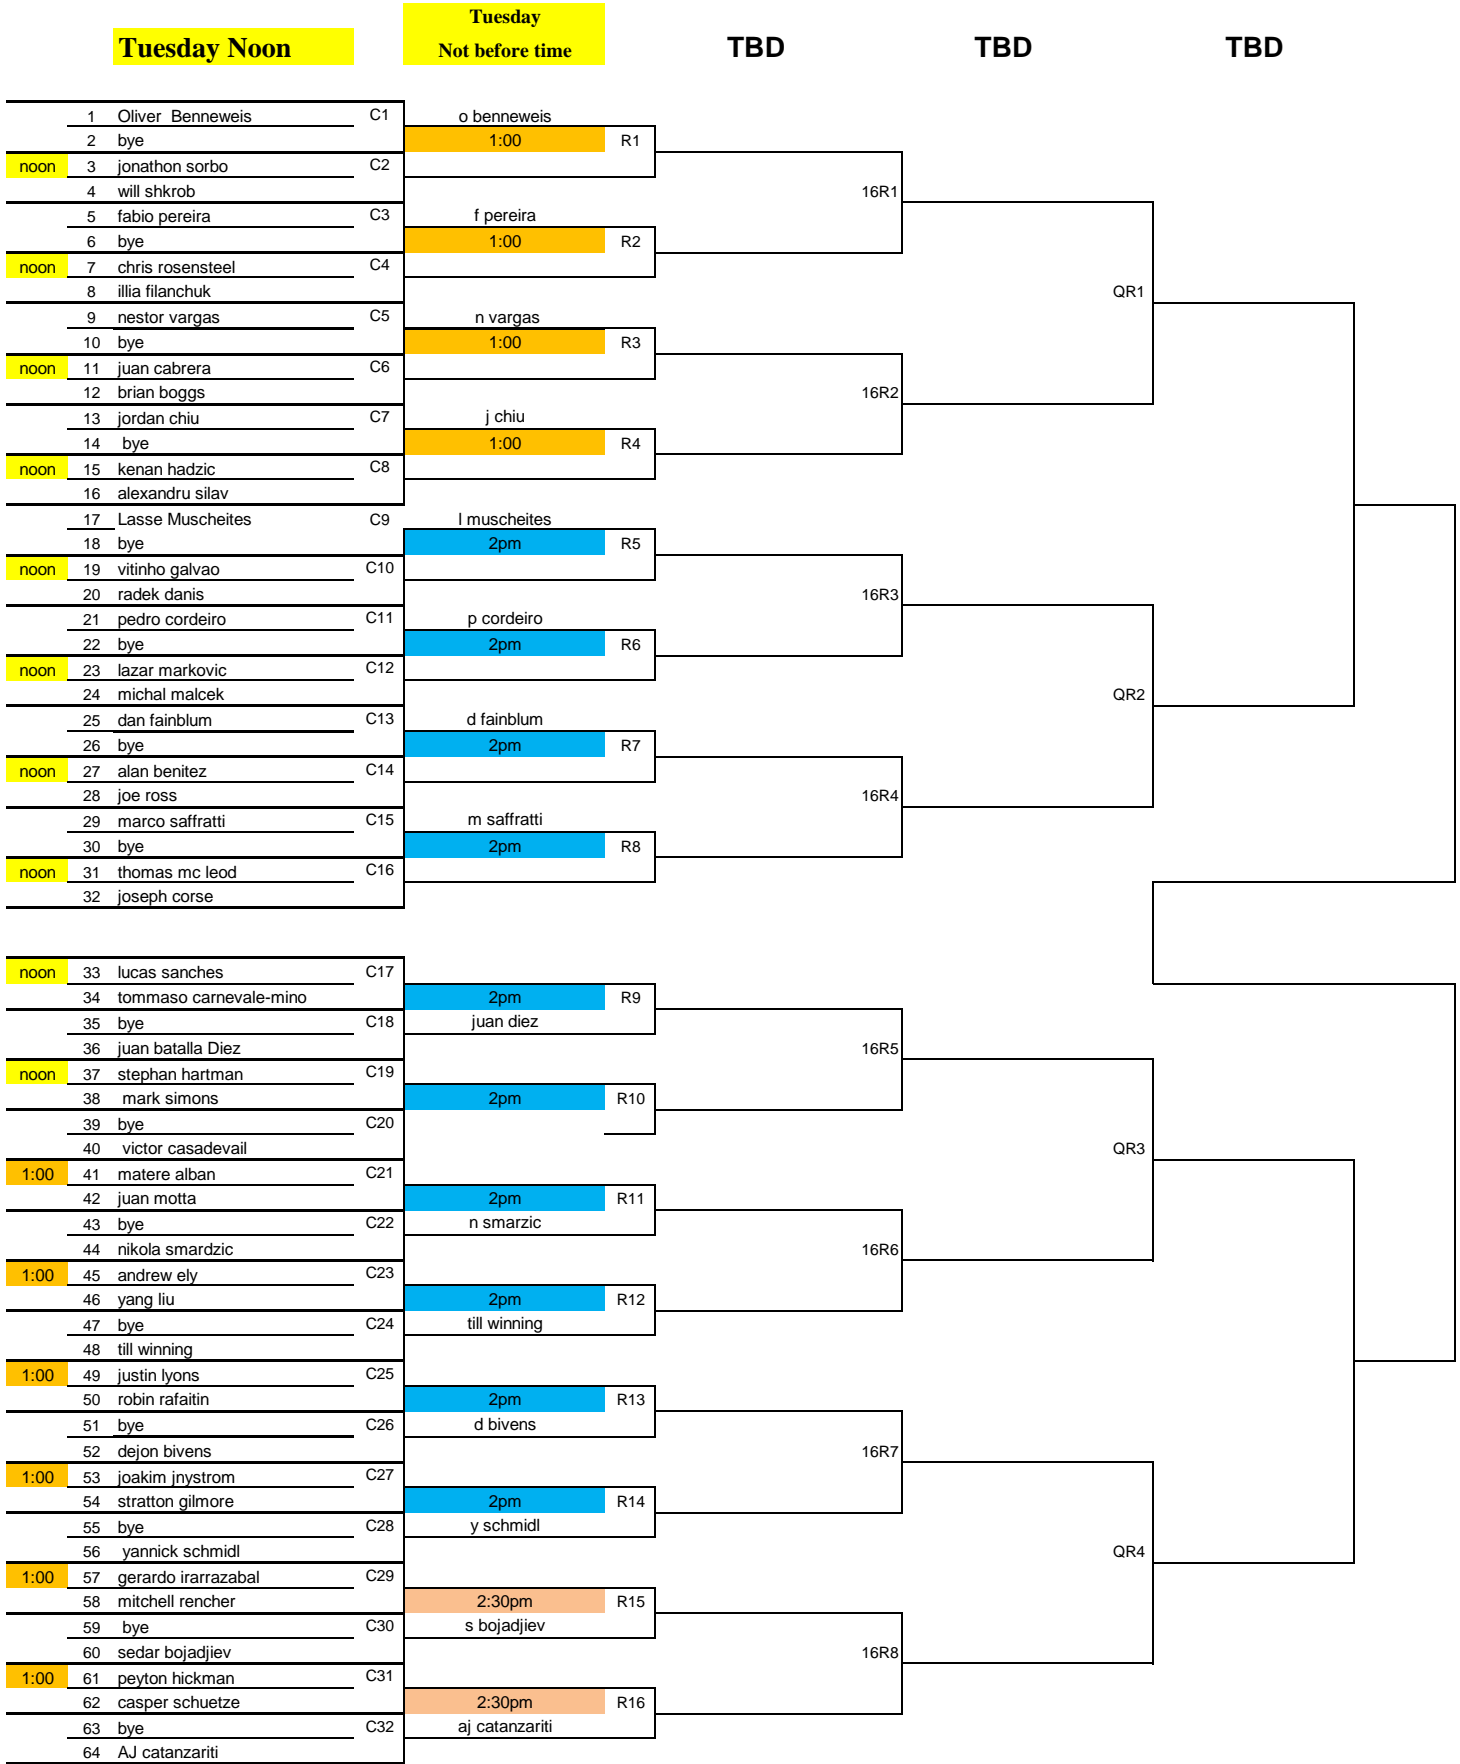 Tuesday
Tuesday Noon Not before time TBD TBD TBD
1 Oliver Benneweis C1 o benneweis
2 bye 1:00 R1
noon 3 jonathon sorbo C2
4 will shkrob 16R1
5 fabio pereira C3 f pereira
6 bye 1:00 R2
noon 7 chris rosensteel C4
8 illia filanchuk QR1
9 nestor vargas C5 n vargas
10 bye 1:00 R3
noon 11 juan cabrera C6
12 brian boggs 16R2
13 jordan chiu C7 j chiu
14 bye 1:00 R4
noon 15 kenan hadzic C8
16 alexandru silav
17 Lasse Muscheites C9 l muscheites
18 bye 2pm R5
noon 19 vitinho galvao C10
20 radek danis 16R3
21 pedro cordeiro C11 p cordeiro
22 bye 2pm R6
noon 23 lazar markovic C12
24 michal malcek QR2
25 dan fainblum C13 d fainblum
26 bye 2pm R7
noon 27 alan benitez C14
28 joe ross 16R4
29 marco saffratti C15 m saffratti
30 bye 2pm R8
noon 31 thomas mc leod C16
32 joseph corse
noon 33 lucas sanches C17
34 tommaso carnevale-mino 2pm R9
35 bye C18 juan diez
36 juan batalla Diez 16R5
noon 37 stephan hartman C19
38 mark simons 2pm R10
39 bye C20
40 victor casadevail QR3
1:00 41 matere alban C21
42 juan motta 2pm R11
43 bye C22 n smarzic
44 nikola smardzic 16R6
1:00 45 andrew ely C23
46 yang liu 2pm R12
47 bye C24 till winning
48 till winning
1:00 49 justin lyons C25
50 robin rafaitin 2pm R13
51 bye C26 d bivens
52 dejon bivens 16R7
1:00 53 joakim jnystrom C27
54 stratton gilmore 2pm R14
55 bye C28 y schmidl
56 yannick schmidl QR4
1:00 57 gerardo irarrazabal C29
58 mitchell rencher 2:30pm R15
59 bye C30 s bojadjiev
60 sedar bojadjiev 16R8
1:00 61 peyton hickman C31
62 casper schuetze 2:30pm R16
63 bye C32 aj catanzariti
64 AJ catanzariti